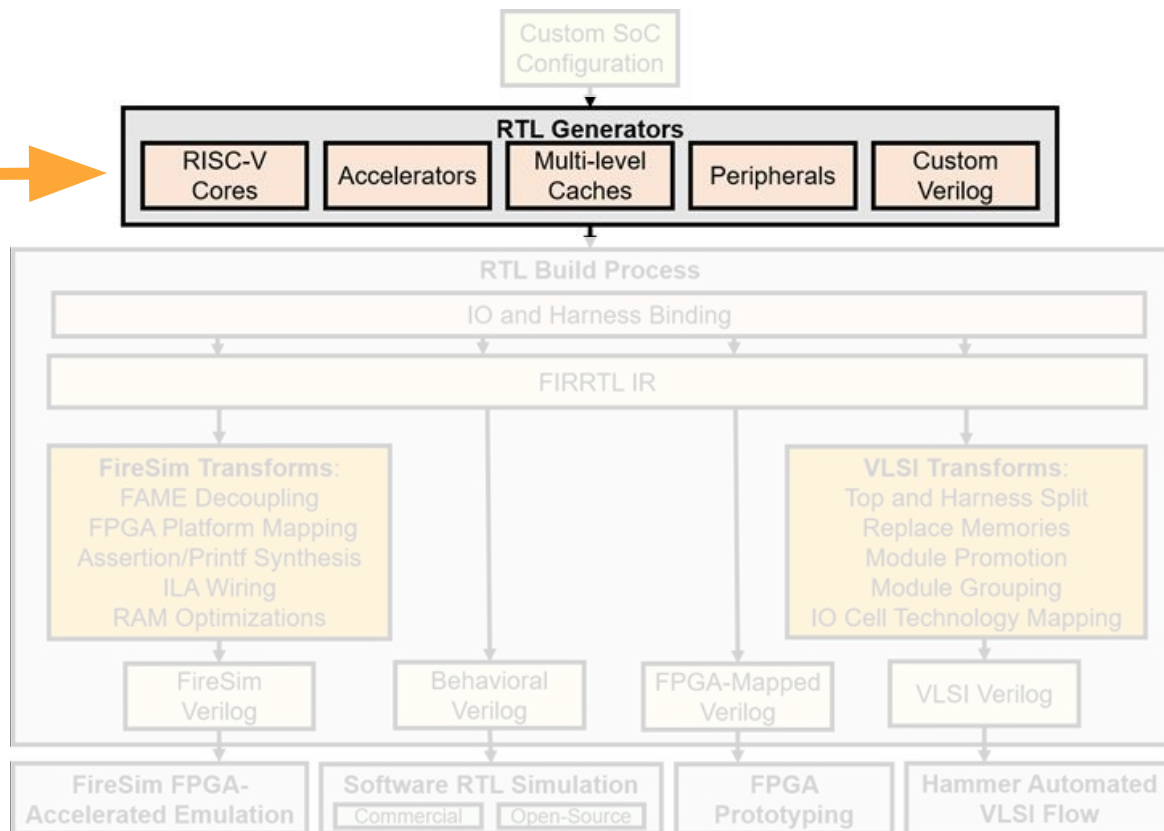 Custom SoC
Configuration
RTL Generators
RISC-V
Cores
Accelerators
Multi-level
Caches
Peripherals
Custom
Verilog
RTL Build Process
IO and Harness Binding
FIRRTL IR
FireSim Transforms:
FAME Decoupling
FPGA Platform Mapping
Assertion/Printf Synthesis
ILA Wiring
RAM Optimizations
VLSI Transforms:
Top and Harness Split
Replace Memories
Module Promotion
Module Grouping
IO Cell Technology Mapping
FireSim
Verilog
Behavioral
Verilog
FPGA-Mapped
Verilog
VLSI Verilog
FireSim FPGA-
Accelerated Emulation
Software RTL Simulation
Commercial
Open-Source
FPGA
Prototyping
Hammer Automated
VLSI Flow